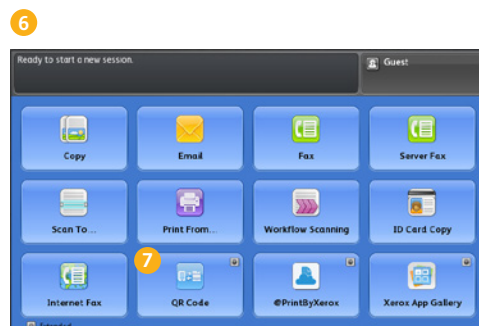 6
Ready to start a new session.
Guest
Copy
Email
Fax
Server Fax
Scan To...
Print From...
Workflow Scanning
ID Card Copy
7
Internet Fax
QR Code
@PrintByXerox
Xerox App Gallery
Extended